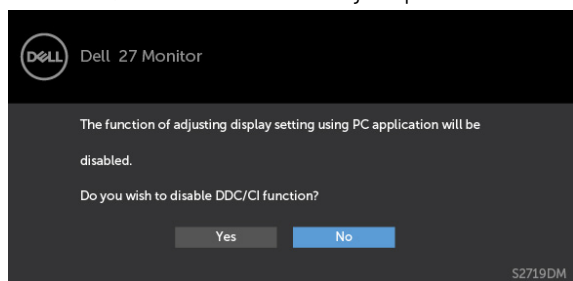 DELL
Dell 27 Monitor
The function of adjusting display setting using PC application will be
disabled.
Do you wish to disable DDC/CI function?
Yes
No
S2719DM